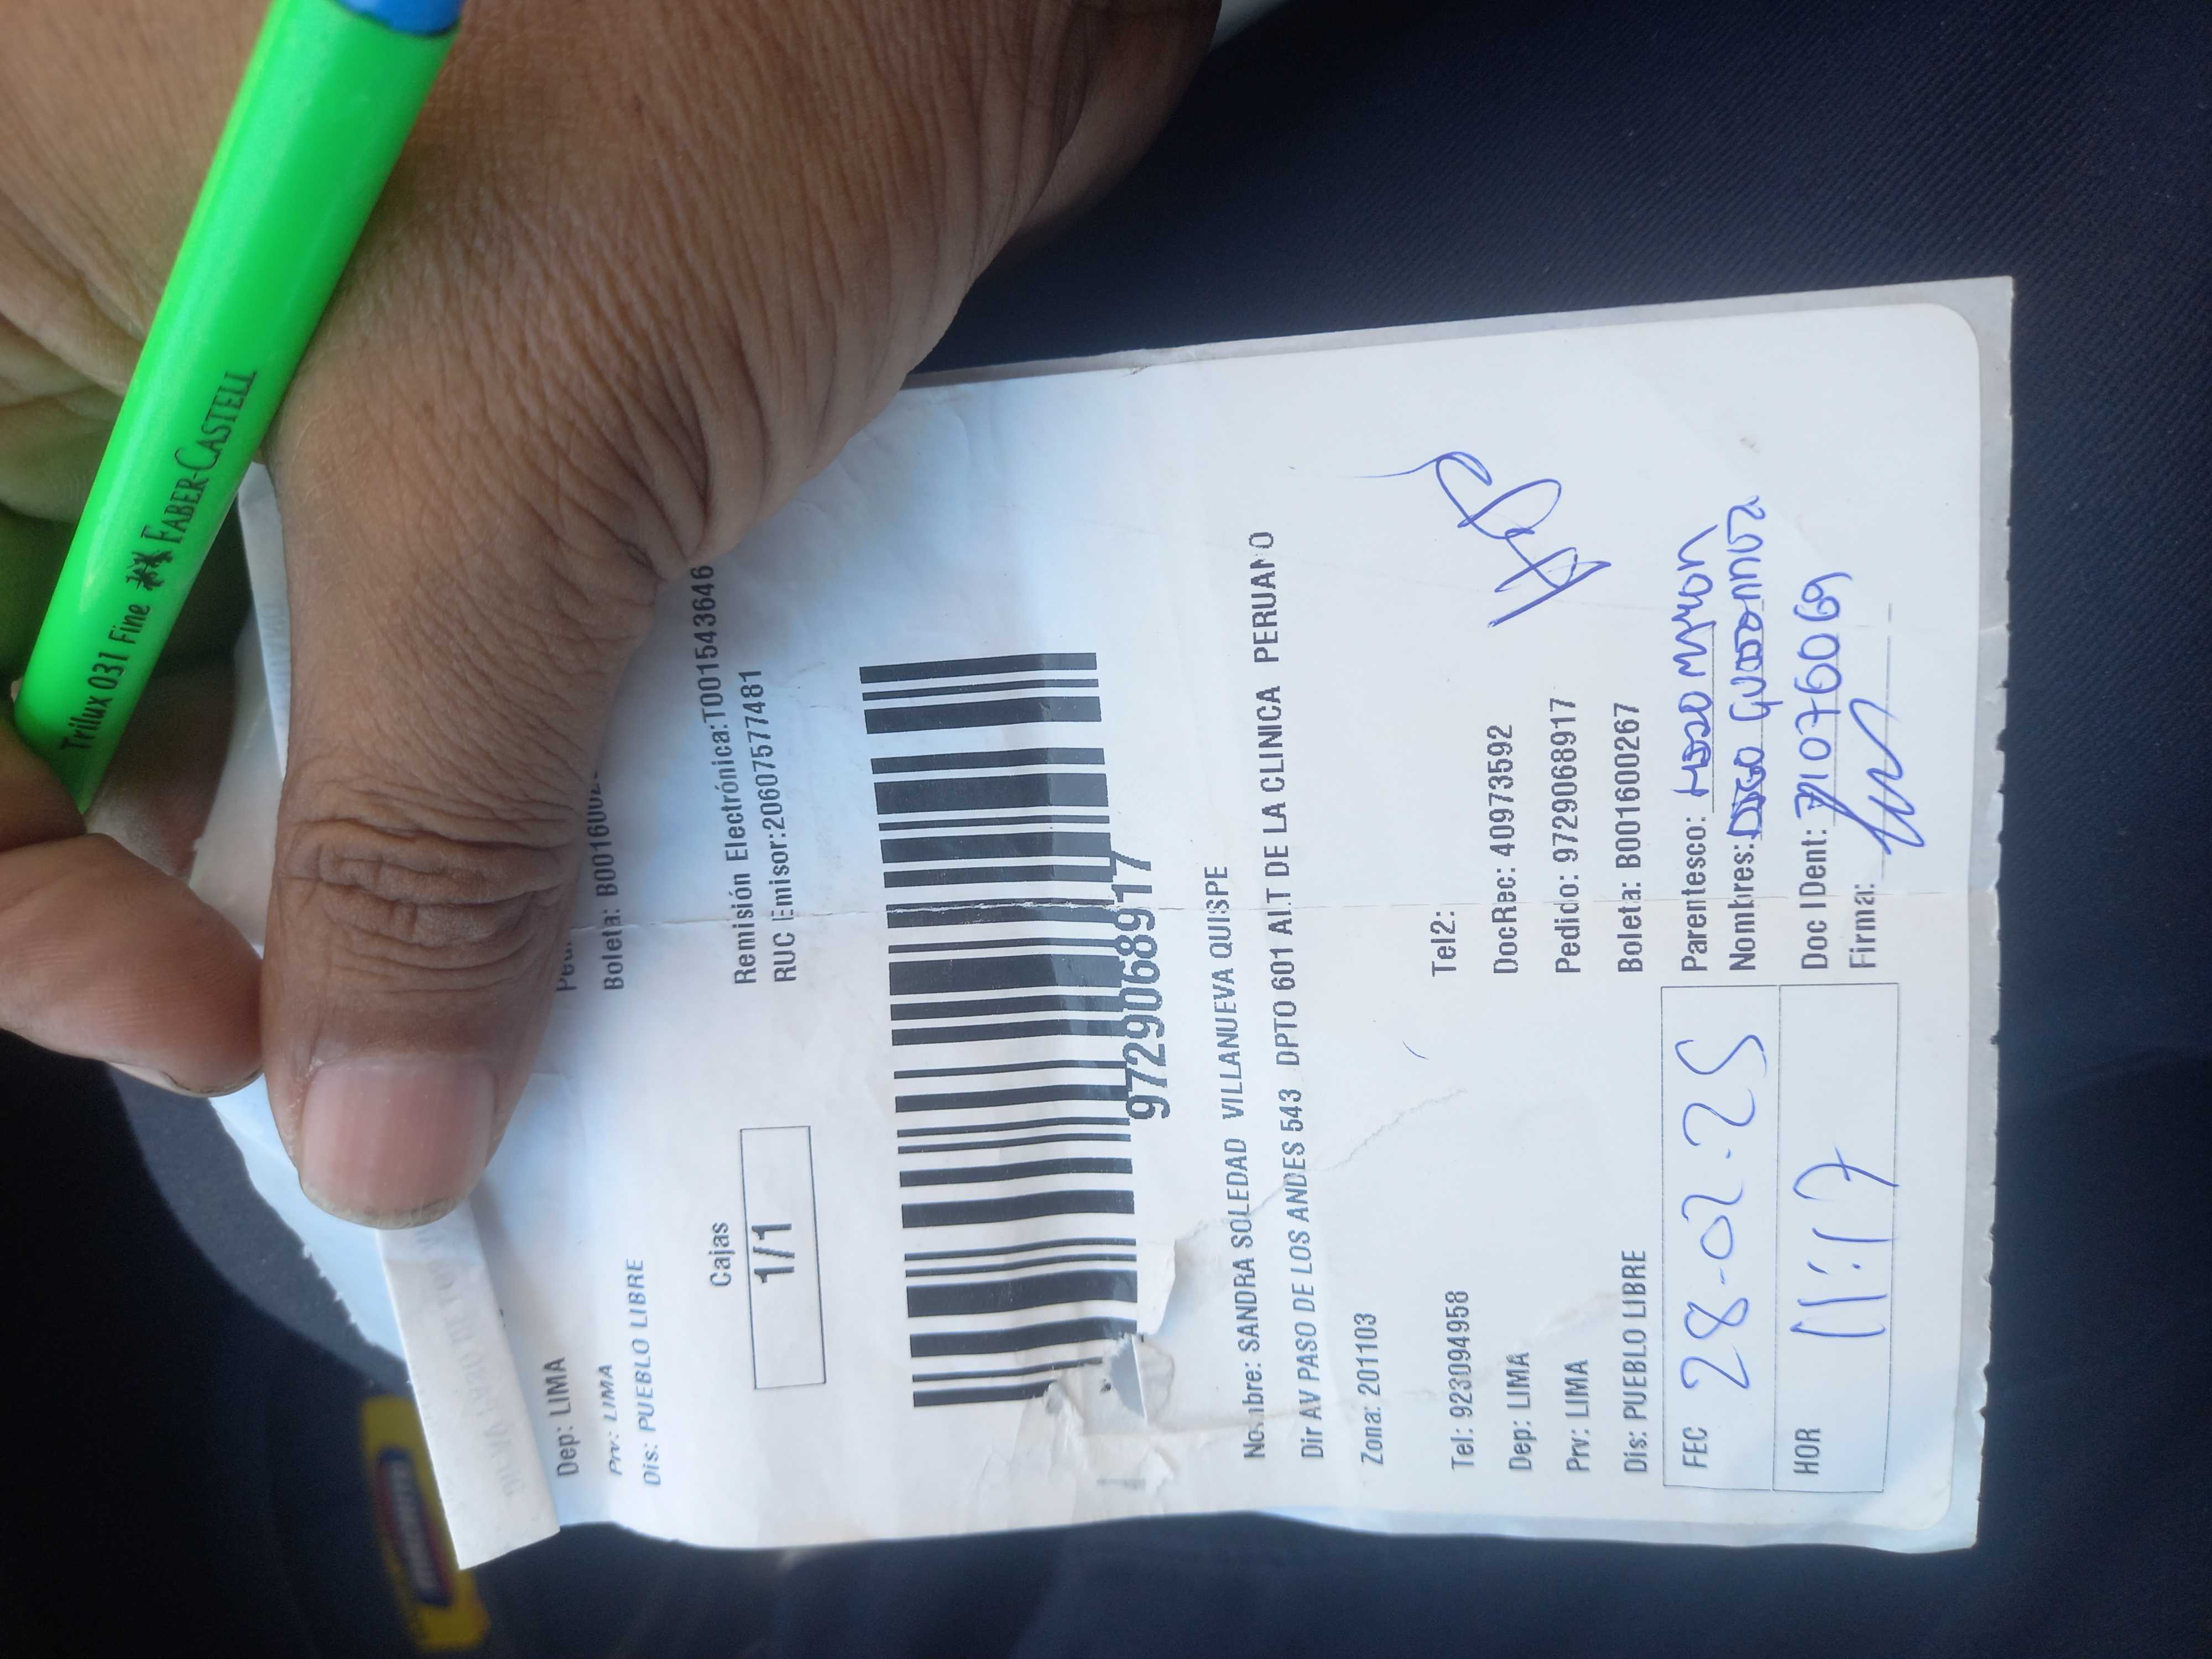 Trilux 031 Fine FABER-CASTELL
Dep: LIMA
Prv: LIMA
Dis: PUEBLO LIBRE
Boleta:
Cajas
1/1
Remisión Electrónica:T001543646
RUC Emisor:20607577481
9729068917
Nombre: SANDRA SOLEDAD VILLANUEVA QUISPE
Dir AV PASO DE LOS ANDES 543 DPTO 601 ALT DE LA CLINICA PERUANO
Zona: 201103
Tel: 923094958 Tel2:
Dep: LIMA DocRec: 40973592
Prv: LIMA Pedido: 9729068917
Dis: PUEBLO LIBRE Boleta: B001600267
FEC 28-02-25
HOR 11:17
Parentesco:
Nombres:
Doc IDent: 71076069
Firma: